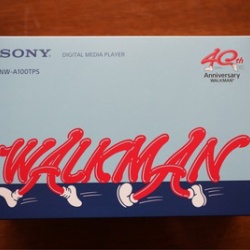 SONY
DIGITAL MEDIA PLAYER
NW-A100TPS
40th
Anniversary
WALKMAN
WALKMAN